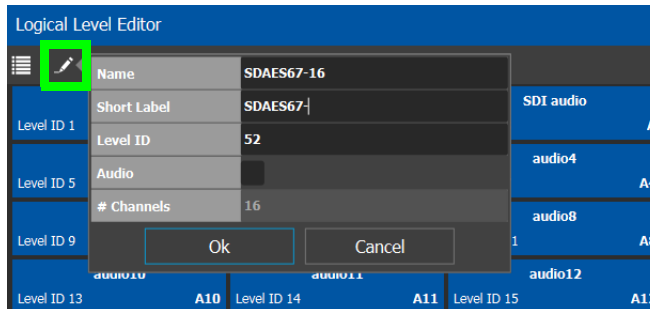 Logical Level Editor
Name SDAES67-16
Short Label SDAES67-
SDI audio
Level ID 1
Level ID 52
audio4
Level ID 5
Audio
# Channels 16
audio8
Level ID 9
Ok Cancel
audio10 audio11 audio12
Level ID 13 A10 Level ID 14 A11 Level ID 15